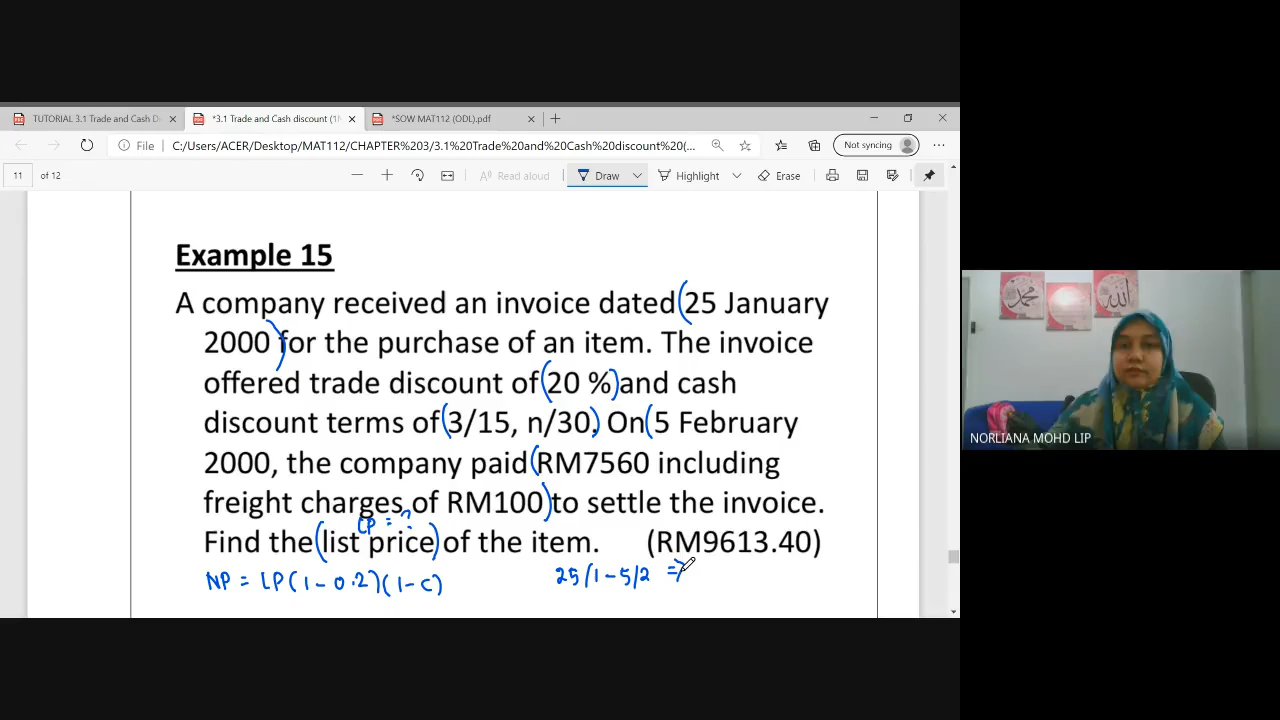 TUTORIAL 3.1 Trade and Cash D
*3.1 Trade and Cash discount (1
*SOW MAT112 (ODL).pdf
File
C:/Users/ACER/Desktop/MAT112/CHAPTER%203/3.1%20Trade%20and%20Cash%20discount%20(...
Not syncing
11 of 12
Read aloud
Draw
Highlight
Erase
Example 15
A company received an invoice dated (25 January
2000) for the purchase of an item. The invoice
offered trade discount of (20 %) and cash
discount terms of (3/15, n/30.) On (5 February
2000, the company paid (RM7560 including
freight charges of RM100) to settle the invoice.
LP = ?
Find the (list price) of the item. (RM9613.40)
NP = LP(1 - 0.2)(1 - c)
25/1 - 5/2 =>
NORLIANA MOHD LIP